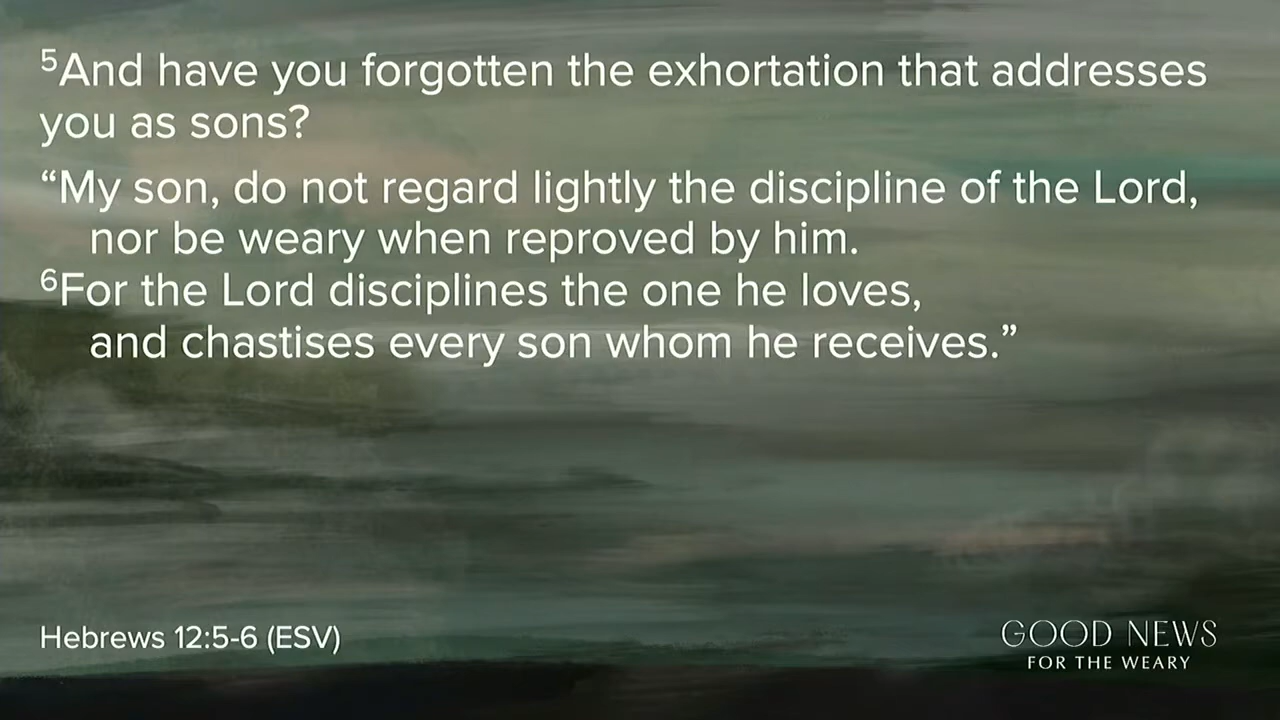 ⁵And have you forgotten the exhortation that addresses
you as sons?
“My son, do not regard lightly the discipline of the Lord,
nor be weary when reproved by him.
⁶For the Lord disciplines the one he loves,
and chastises every son whom he receives.”
Hebrews 12:5-6 (ESV)
GOOD NEWS
FOR THE WEARY